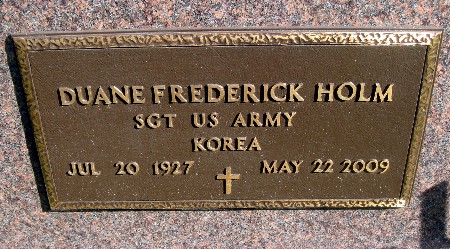 DUANE FREDERICK HOLM
SGT US ARMY
KOREA
JUL 20 1927 MAY 22 2009